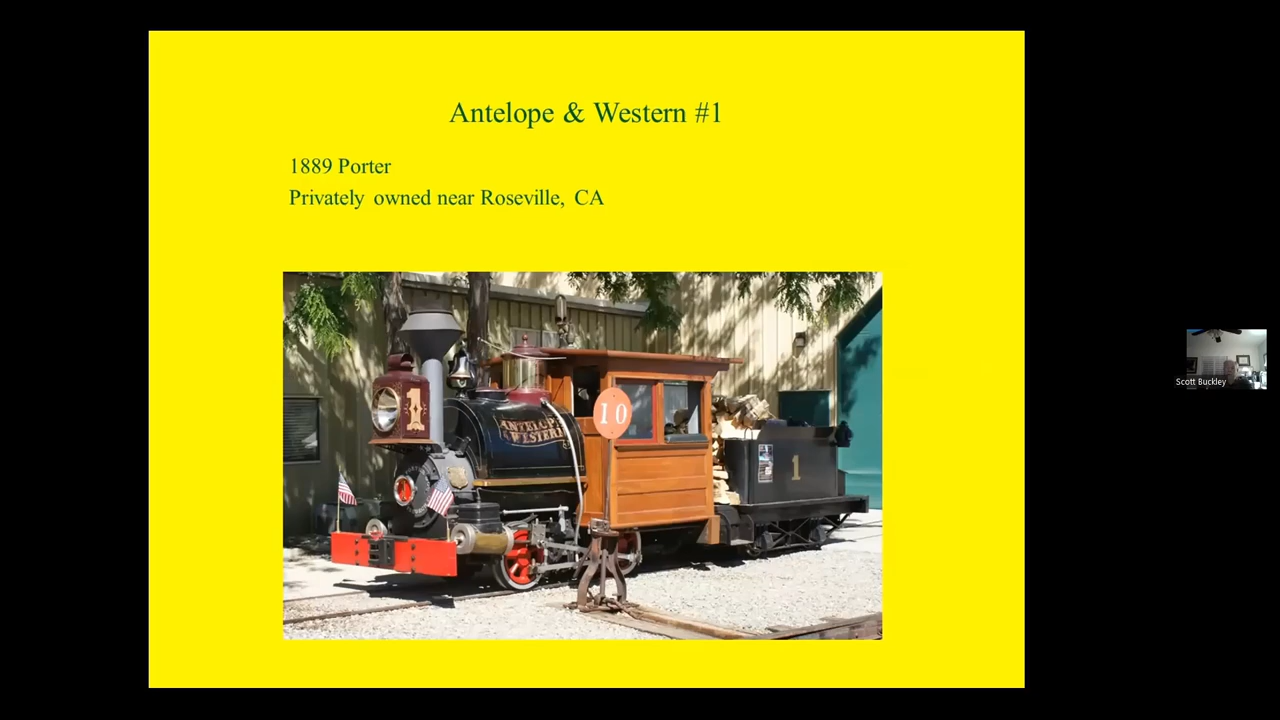 Antelope & Western #1
1889 Porter
Privately owned near Roseville, CA
1
ANTELOPE
& WESTERN
10
1
Scott Buckley